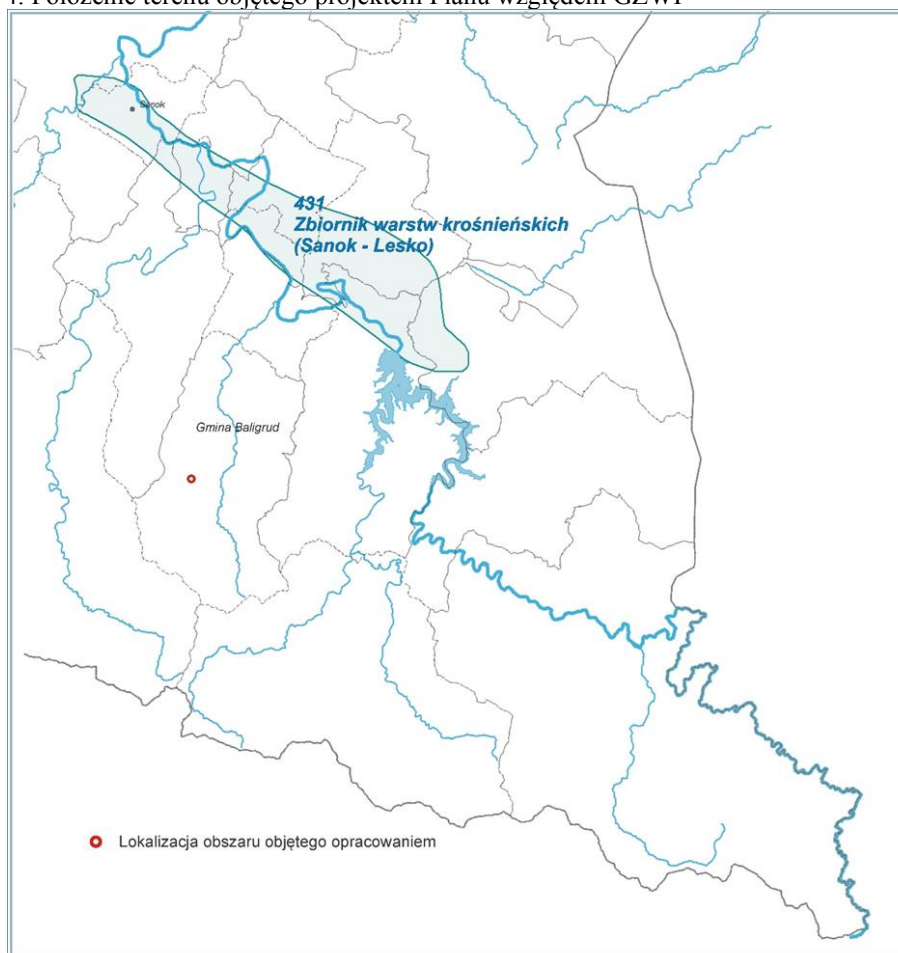 4. Położenie terenu objętego projektem Planu względem GZWP
Sanok
431
Zbiornik warstw krośnieńskich
(Sanok - Lesko)
Gmina Baligrud
Lokalizacja obszaru objętego opracowaniem